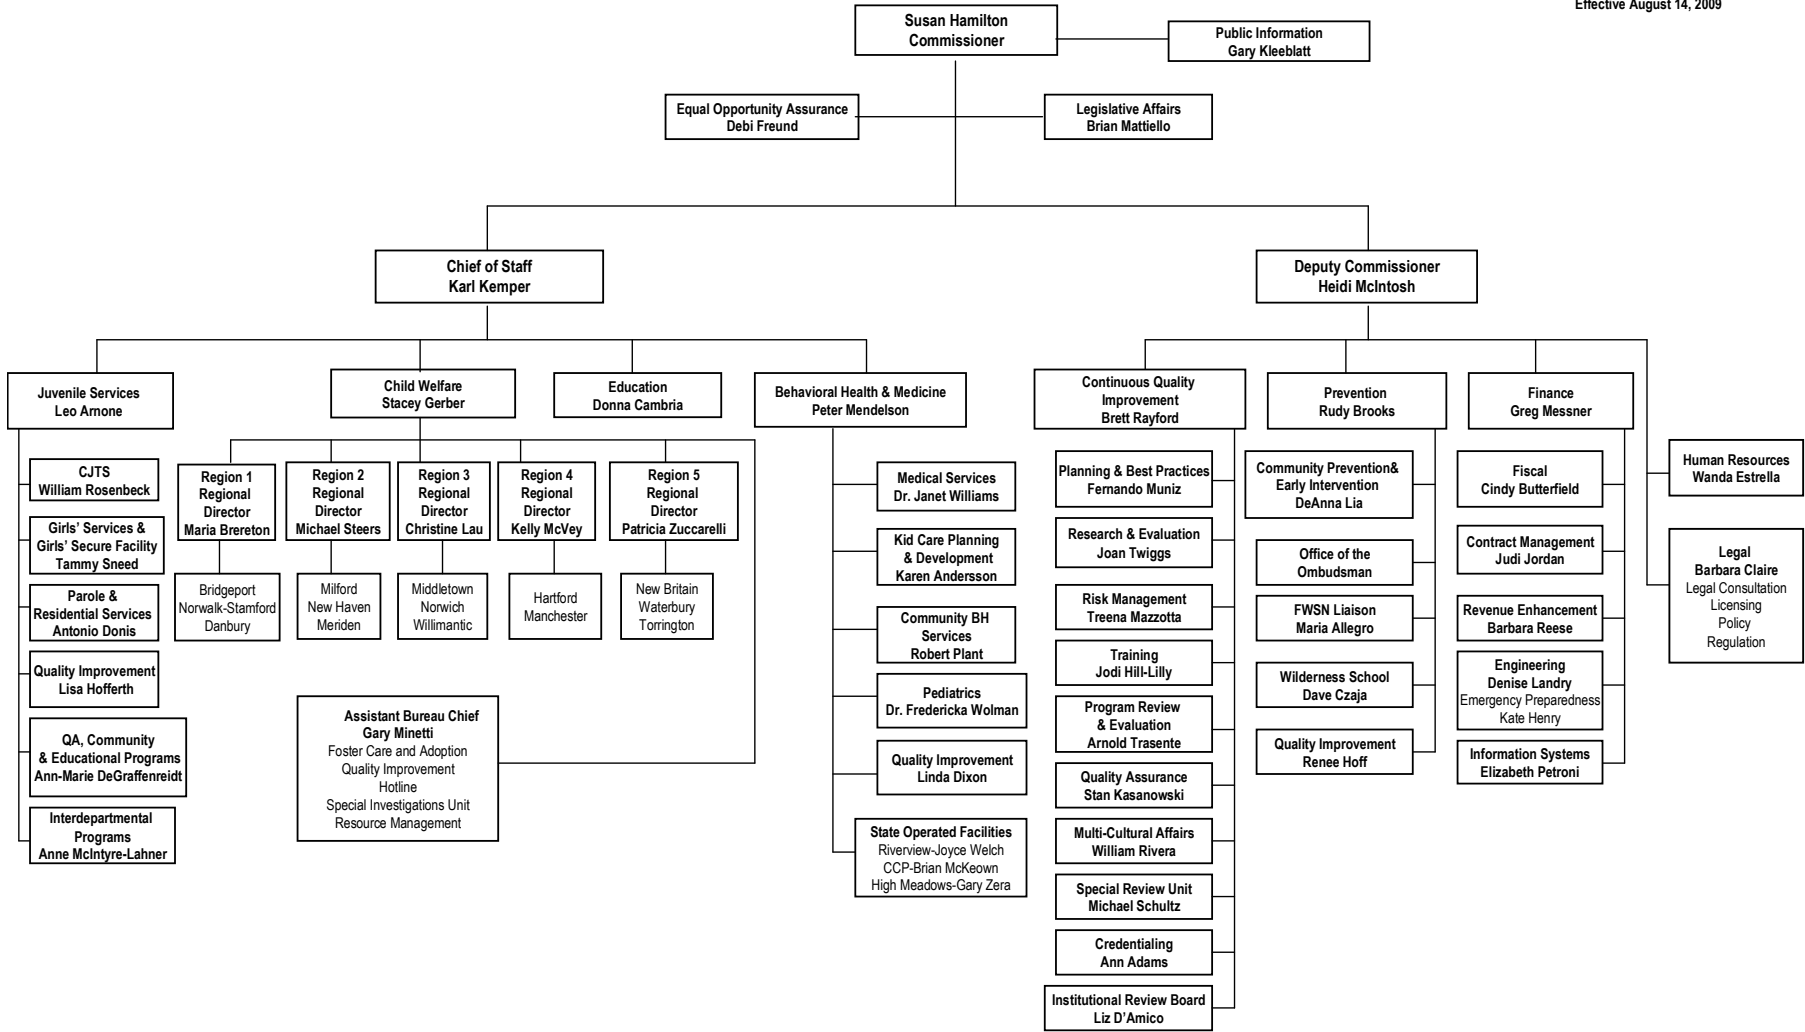 Effective August 14, 2009
Susan Hamilton
Commissioner
Public Information
Gary Kleeblatt
Equal Opportunity Assurance
Debi Freund
Legislative Affairs
Brian Mattiello
Chief of Staff
Karl Kemper
Deputy Commissioner
Heidi McIntosh
Juvenile Services
Leo Arnone
Child Welfare
Stacey Gerber
Education
Donna Cambria
Behavioral Health & Medicine
Peter Mendelson
Continuous Quality
Improvement
Brett Rayford
Prevention
Rudy Brooks
Finance
Greg Messner
CJTS
William Rosenbeck
Girls' Services &
Girls' Secure Facility
Tammy Sneed
Parole &
Residential Services
Antonio Donis
Quality Improvement
Lisa Hofferth
QA, Community
& Educational Programs
Ann-Marie DeGraffenreidt
Interdepartmental
Programs
Anne McIntyre-Lahner
Region 1
Regional
Director
Maria Brereton
Region 2
Regional
Director
Michael Steers
Region 3
Regional
Director
Christine Lau
Region 4
Regional
Director
Kelly McVey
Region 5
Regional
Director
Patricia Zuccarelli
Bridgeport
Norwalk-Stamford
Danbury
Milford
New Haven
Meriden
Middletown
Norwich
Willimantic
Hartford
Manchester
New Britain
Waterbury
Torrington
Assistant Bureau Chief
Gary Minetti
Foster Care and Adoption
Quality Improvement
Hotline
Special Investigations Unit
Resource Management
Medical Services
Dr. Janet Williams
Kid Care Planning
& Development
Karen Andersson
Community BH
Services
Robert Plant
Pediatrics
Dr. Fredericka Wolman
Quality Improvement
Linda Dixon
State Operated Facilities
Riverview-Joyce Welch
CCP-Brian McKeown
High Meadows-Gary Zera
Planning & Best Practices
Fernando Muniz
Research & Evaluation
Joan Twiggs
Risk Management
Treena Mazzotta
Training
Jodi Hill-Lilly
Program Review
& Evaluation
Arnold Trasente
Quality Assurance
Stan Kasanowski
Multi-Cultural Affairs
William Rivera
Special Review Unit
Michael Schultz
Credentialing
Ann Adams
Institutional Review Board
Liz D'Amico
Community Prevention&
Early Intervention
DeAnna Lia
Office of the
Ombudsman
FWSN Liaison
Maria Allegro
Wilderness School
Dave Czaja
Quality Improvement
Renee Hoff
Fiscal
Cindy Butterfield
Contract Management
Judi Jordan
Revenue Enhancement
Barbara Reese
Engineering
Denise Landry
Emergency Preparedness
Kate Henry
Information Systems
Elizabeth Petroni
Human Resources
Wanda Estrella
Legal
Barbara Claire
Legal Consultation
Licensing
Policy
Regulation